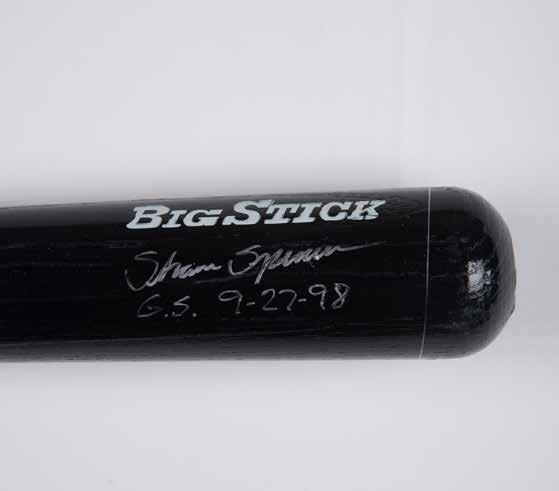 BIG STICK
Shane Spencer
G.S. 9-27-98